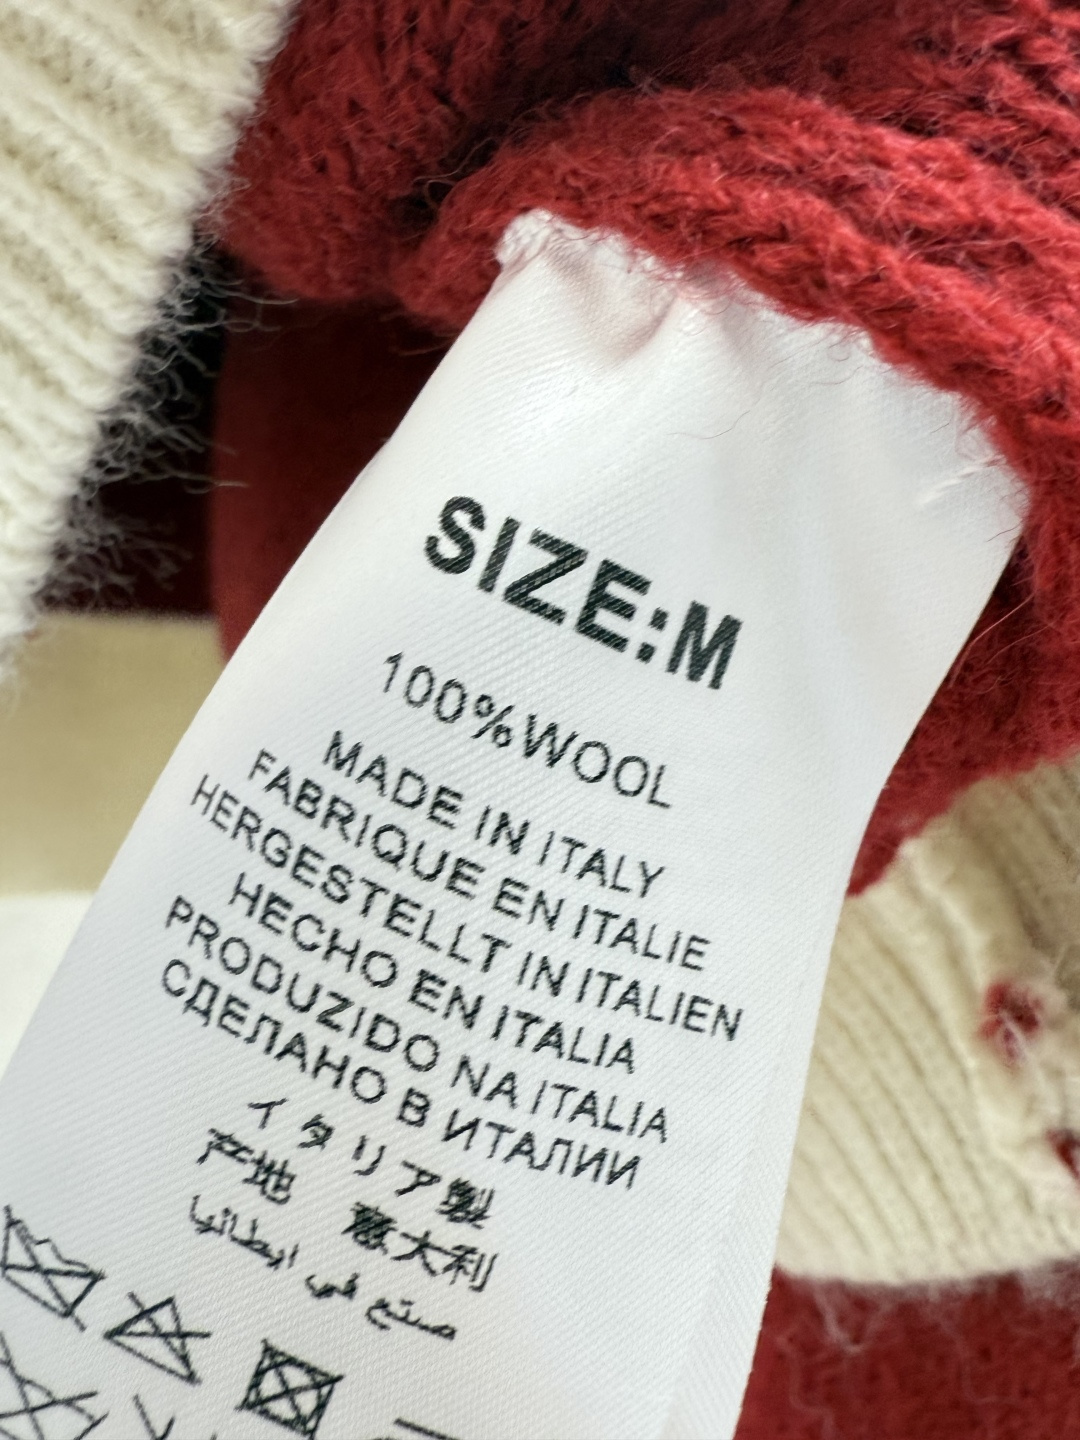 SIZE:M
100%WOOL
MADE IN ITALY
FABRIQUE EN ITALIE
HERGESTELLT IN ITALIEN
HECHO EN ITALIA
PRODUZIDO NA ITALIA
СДЕЛАНО В ИТАЛИИ
イタリア製
产地 意大利
صنع في ايطانيا